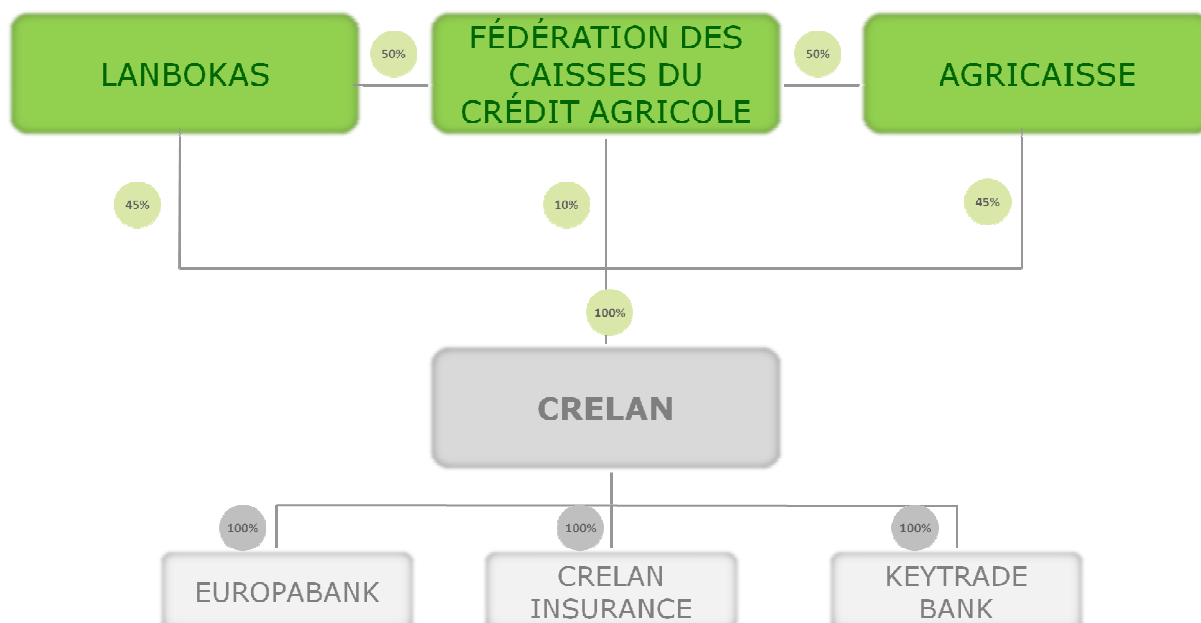 LANBOKAS
50%
FÉDÉRATION DES
CAISSES DU
CRÉDIT AGRICOLE
50%
AGRICAISSE
45%
10%
45%
100%
CRELAN
100%
100%
100%
EUROPABANK
CRELAN
INSURANCE
KEYTRADE
BANK